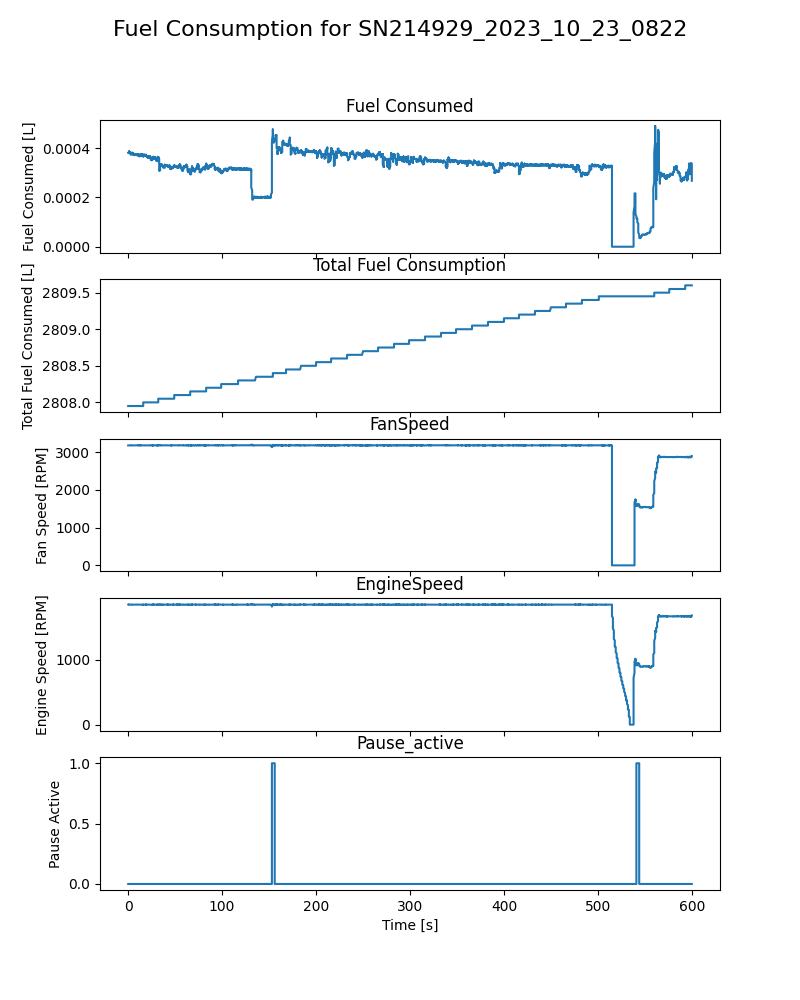 Fuel Consumption for SN214929_2023_10_23_0822
Fuel Consumed
Fuel Consumed [L]
0.0004
0.0002
0.0000
Total Fuel Consumption
Total Fuel Consumed [L]
2809.5
2809.0
2808.5
2808.0
FanSpeed
Fan Speed [RPM]
3000
2000
1000
0
EngineSpeed
Engine Speed [RPM]
1000
0
Pause_active
Pause Active
1.0
0.5
0.0
0 100 200 300 400 500 600
Time [s]